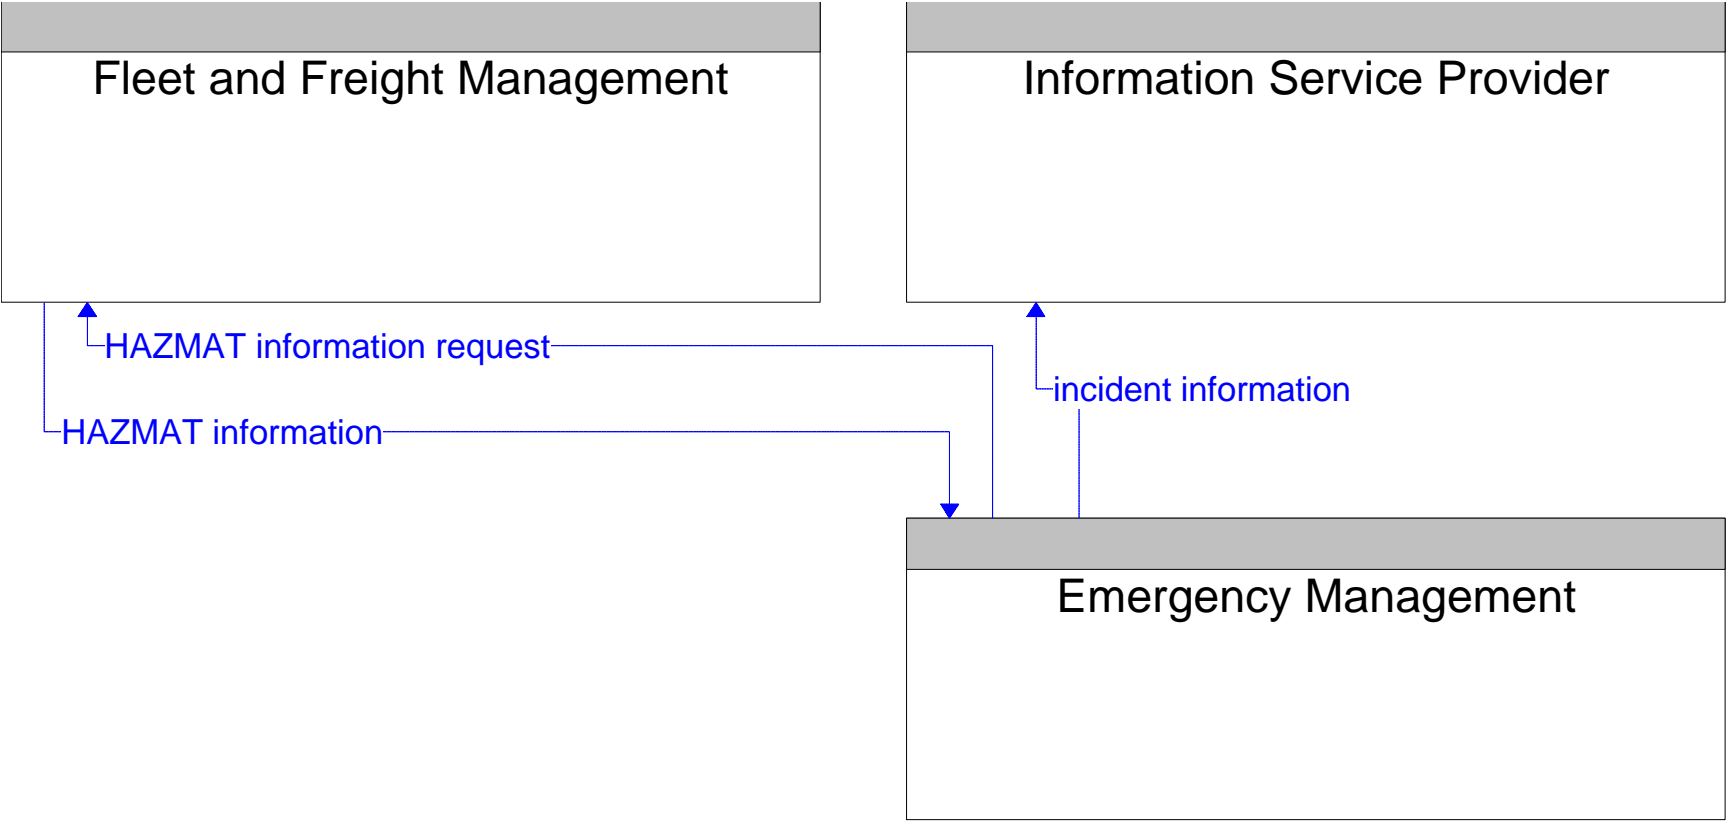 Fleet and Freight Management
Information Service Provider
HAZMAT information request
incident information
HAZMAT information
Emergency Management